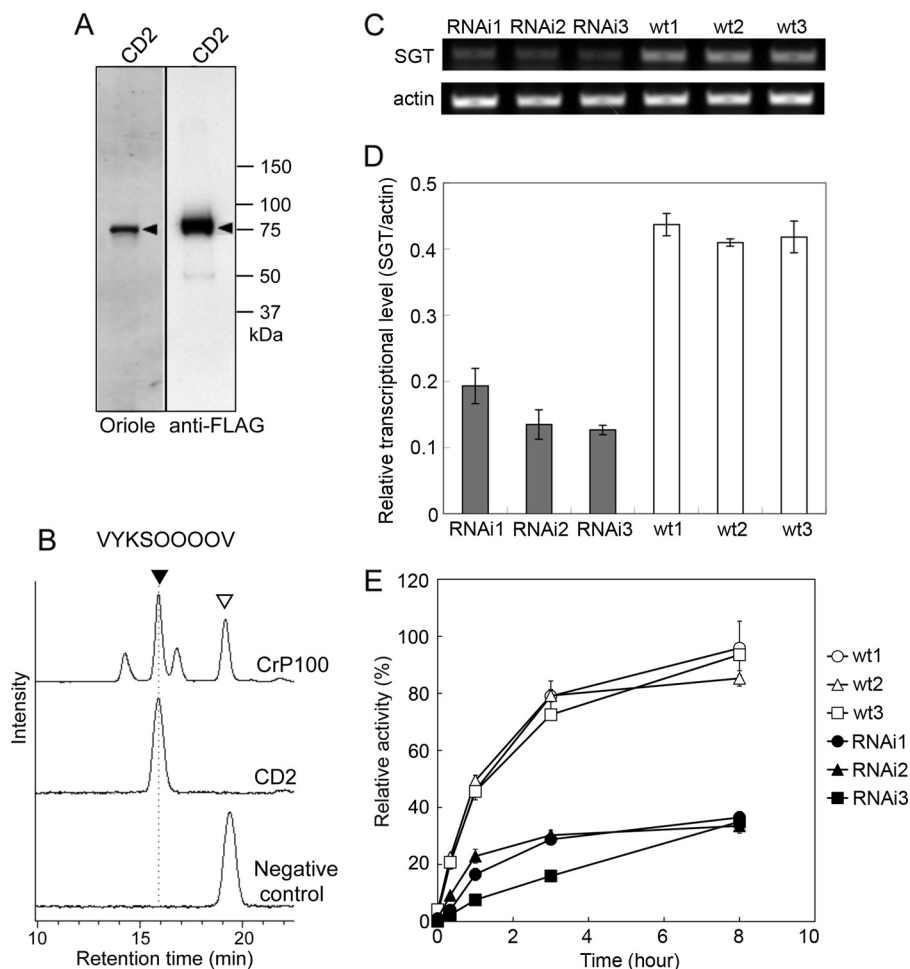 A
CD2 CD2
150
100
75
50
37
kDa
Oriole anti-FLAG
B
VYKSOOOOV
CrP100
CD2
Negative
control
Intensity
10 15 20
Retention time (min)
C
RNAi1 RNAi2 RNAi3 wt1 wt2 wt3
SGT
actin
D
Relative transcriptional level (SGT/actin)
0.5
0.4
0.3
0.2
0.1
0
RNAi1 RNAi2 RNAi3 wt1 wt2 wt3
E
Relative activity (%)
120
100
80
60
40
20
0
0 2 4 6 8 10
Time (hour)
wt1
wt2
wt3
RNAi1
RNAi2
RNAi3